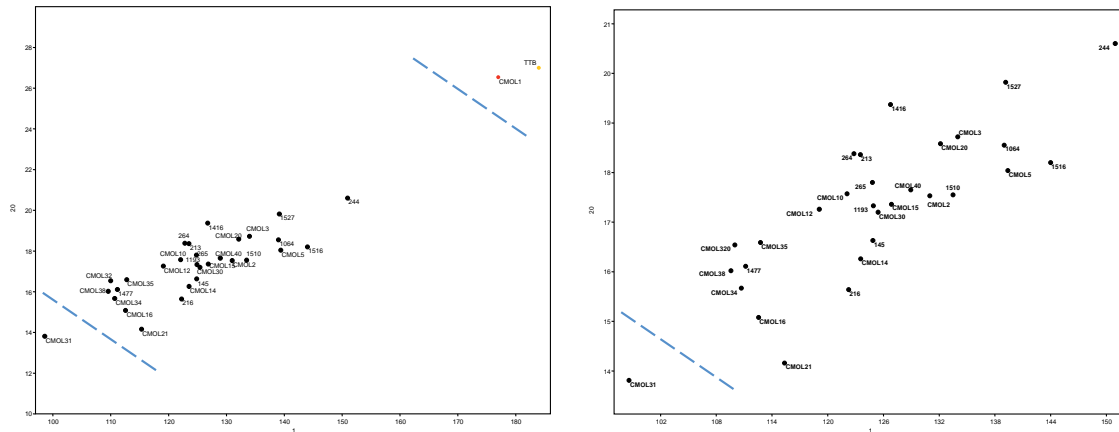 28
26
24
22
20
18
16
14
12
10
20
TTB
CMOL1
244
1527
1416
CMOL20
CMOL3
264
213
1064
1516
265
CMOL5
CMOL10
1193
CMOL40
1510
CMOL12
CMOL15
CMOL2
CMOL30
CMOL32
CMOL35
145
CMOL14
CMOL38
1477
CMOL34
216
CMOL16
CMOL21
CMOL31
100 110 120 130 140 150 160 170 180
1
21
20
19
18
17
16
15
14
20
244
1527
1416
CMOL3
CMOL20
1064
264
213
1516
CMOL5
265
CMOL40
CMOL10
1510
CMOL2
CMOL12
1193
CMOL15
CMOL30
145
CMOL320
CMOL35
CMOL14
CMOL38
1477
CMOL34
216
CMOL16
CMOL21
CMOL31
102 108 114 120 126 132 138 144 150
1